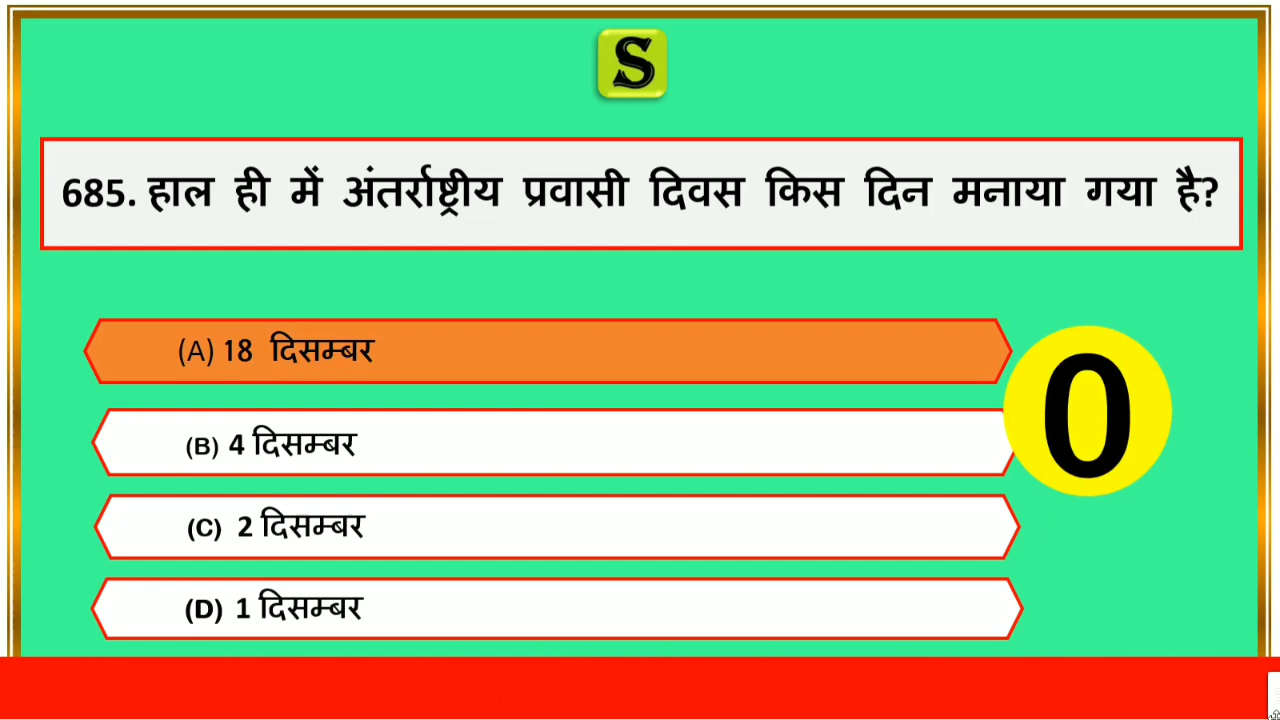 S
685. हाल ही में अंतर्राष्ट्रीय प्रवासी दिवस किस दिन मनाया गया है?
(A) 18 दिसम्बर
0
(B) 4 दिसम्बर
(C) 2 दिसम्बर
(D) 1 दिसम्बर